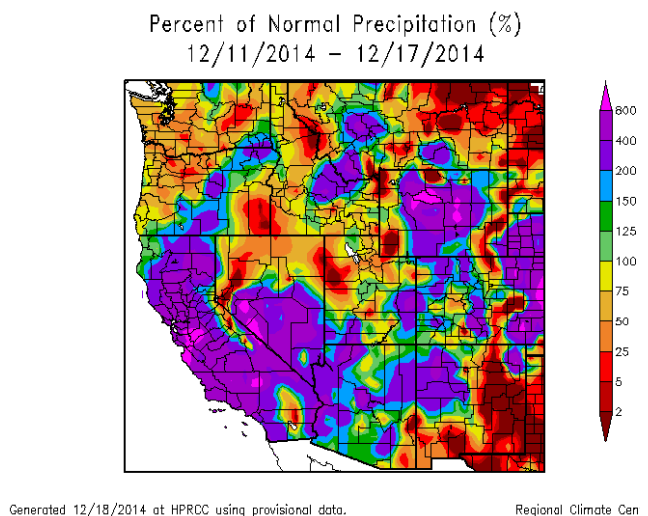 Percent of Normal Precipitation (%)
12/11/2014 – 12/17/2014
800
400
200
150
125
100
75
50
25
5
2
Generated 12/18/2014 at HPRCC using provisional data.
Regional Climate Cen